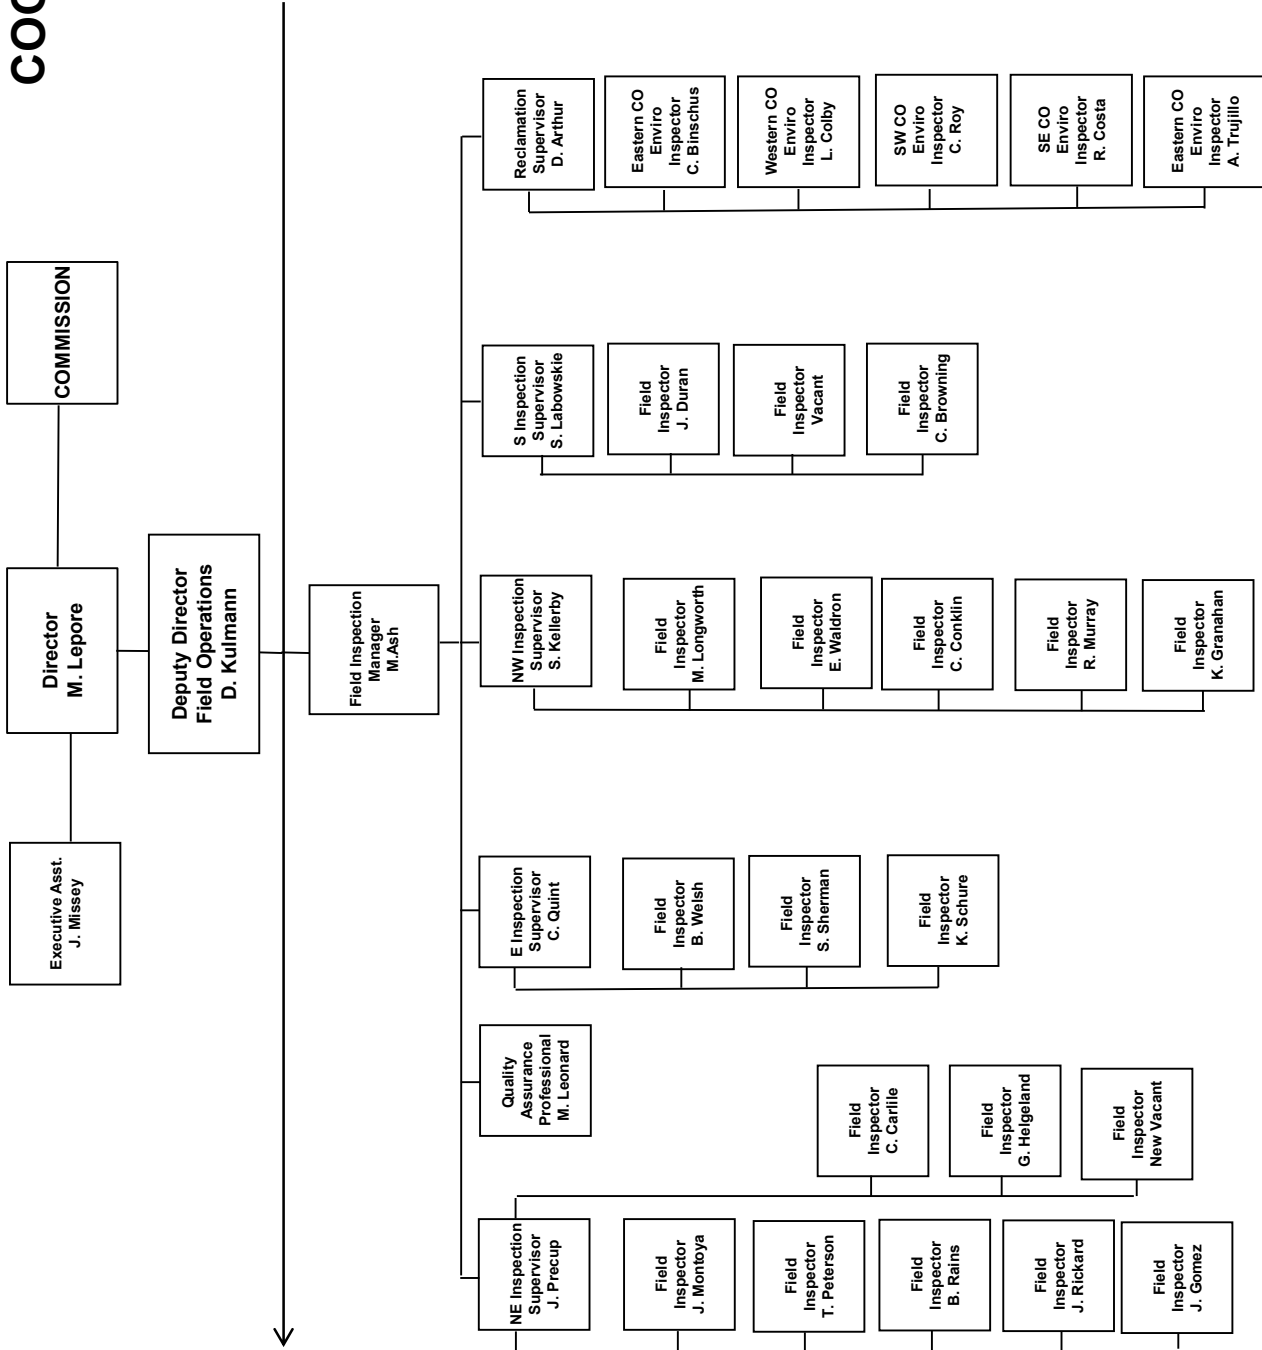 COG
COMMISSION
Director
M. Lepore
Executive Asst.
J. Missey
Deputy Director
Field Operations
D. Kulmann
Field Inspection
Manager
M.Ash
NE Inspection
Supervisor
J. Precup
Field
Inspector
J. Montoya
Field
Inspector
T. Peterson
Field
Inspector
B. Rains
Field
Inspector
J. Rickard
Field
Inspector
J. Gomez
Field
Inspector
C. Carlile
Field
Inspector
G. Helgeland
Field
Inspector
New Vacant
Quality
Assurance
Professional
M. Leonard
E Inspection
Supervisor
C. Quint
Field
Inspector
B. Welsh
Field
Inspector
S. Sherman
Field
Inspector
K. Schure
NW Inspection
Supervisor
S. Kellerby
Field
Inspector
M. Longworth
Field
Inspector
E. Waldron
Field
Inspector
C. Conklin
Field
Inspector
R. Murray
Field
Inspector
K. Granahan
S Inspection
Supervisor
S. Labowskie
Field
Inspector
J. Duran
Field
Inspector
Vacant
Field
Inspector
C. Browning
Reclamation
Supervisor
D. Arthur
Eastern CO
Enviro
Inspector
C. Binschus
Western CO
Enviro
Inspector
L. Colby
SW CO
Enviro
Inspector
C. Roy
SE CO
Enviro
Inspector
R. Costa
Eastern CO
Enviro
Inspector
A. Trujillo